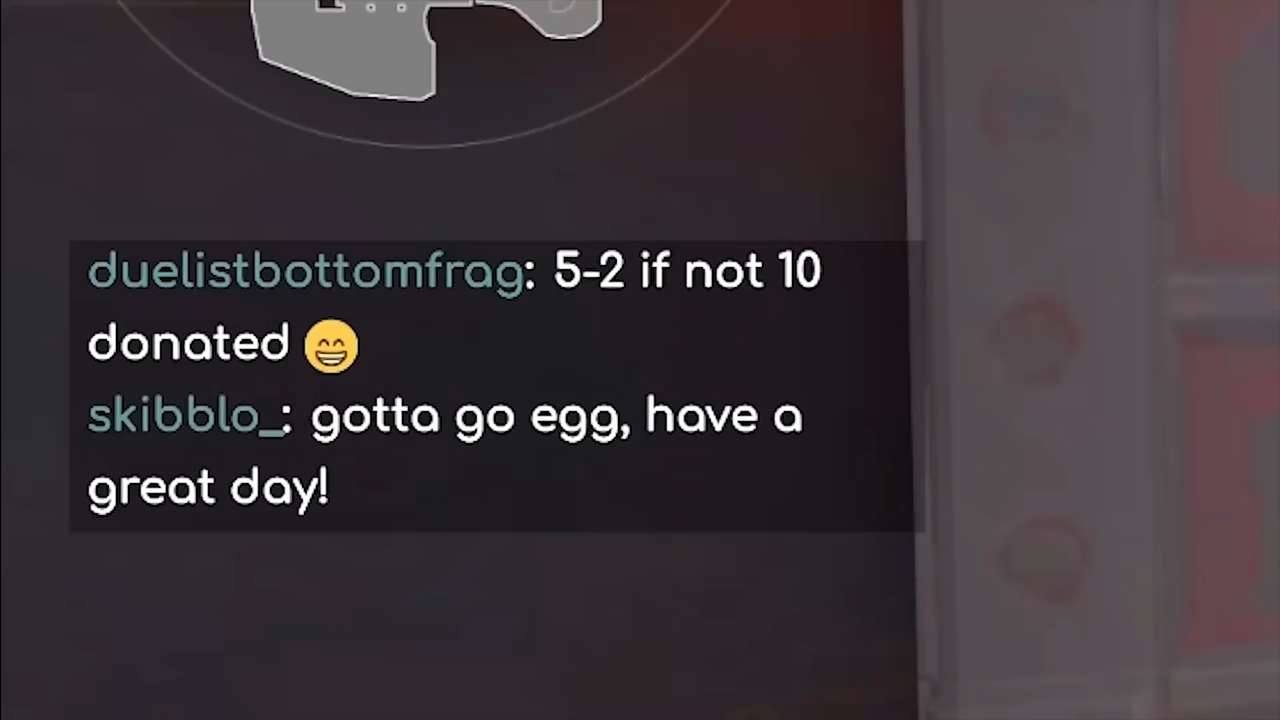 duelistbottomfrag: 5-2 if not 10
donated 😁
skibblo_: gotta go egg, have a
great day!